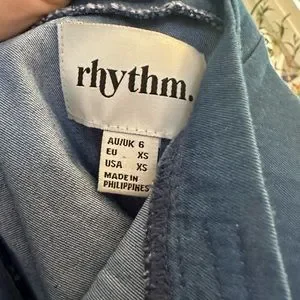 rhythm.
AU/UK 6
EU XS
USA XS
MADE IN
PHILIPPINES